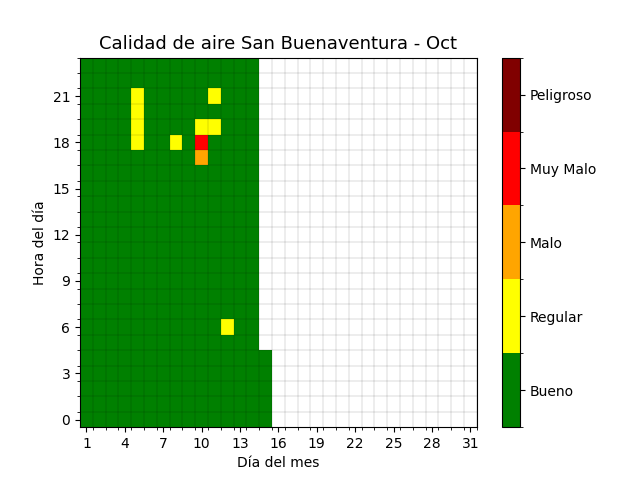 Calidad de aire San Buenaventura - Oct
Hora del día
21
18
15
12
9
6
3
0
1 4 7 10 13 16 19 22 25 28 31
Día del mes
Peligroso
Muy Malo
Malo
Regular
Bueno